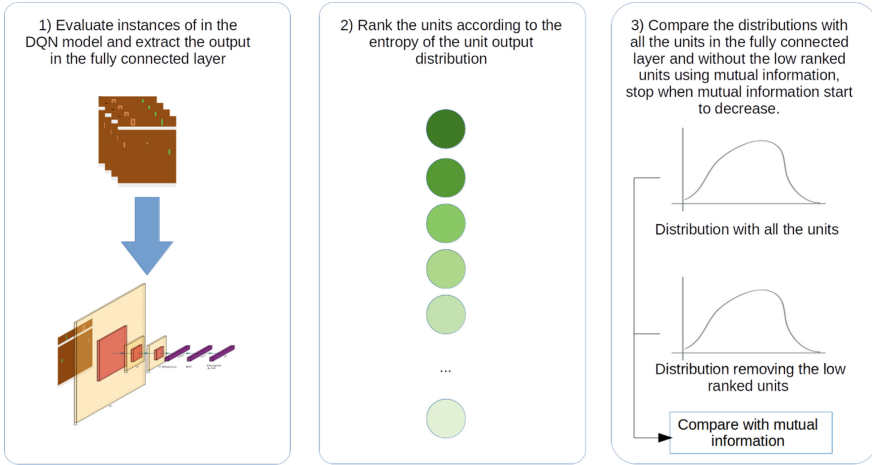 1) Evaluate instances of in the
DQN model and extract the output
in the fully connected layer
2) Rank the units according to the
entropy of the unit output
distribution
...
3) Compare the distributions with
all the units in the fully connected
layer and without the low ranked
units using mutual information,
stop when mutual information start
to decrease.
Distribution with all the units
Distribution removing the low
ranked units
Compare with mutual
information